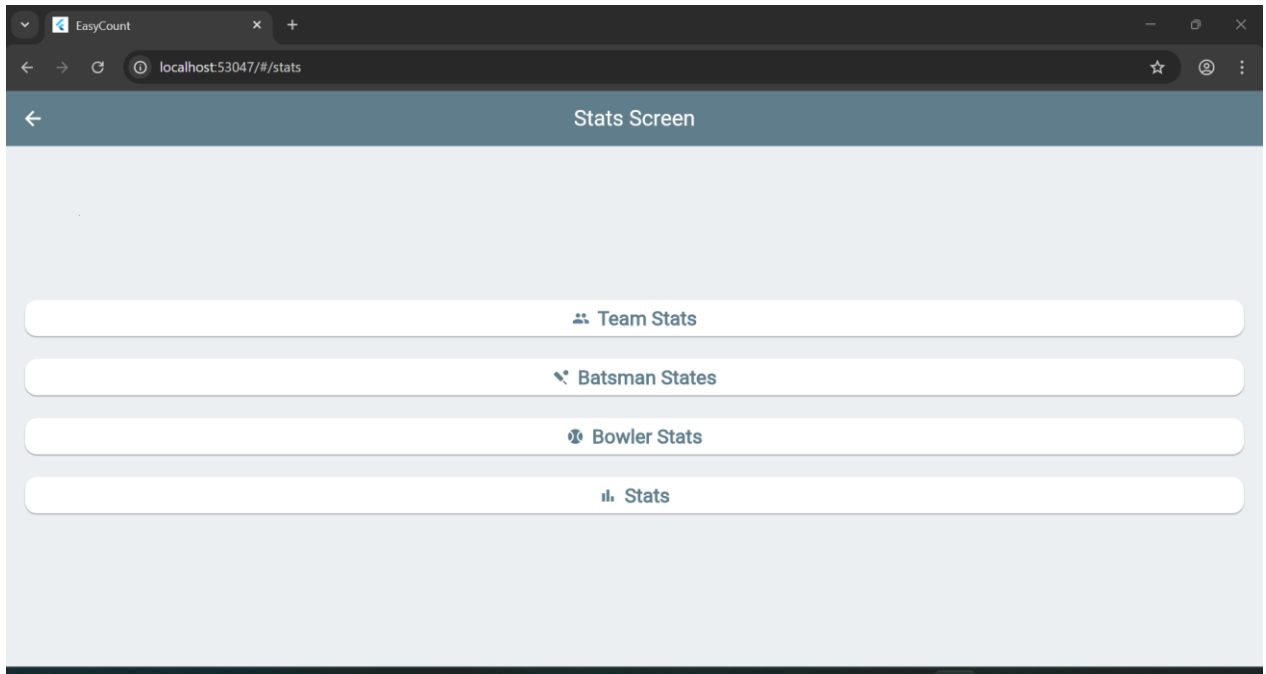 EasyCount
localhost:53047/#/stats
Stats Screen
Team Stats
Batsman States
Bowler Stats
Stats